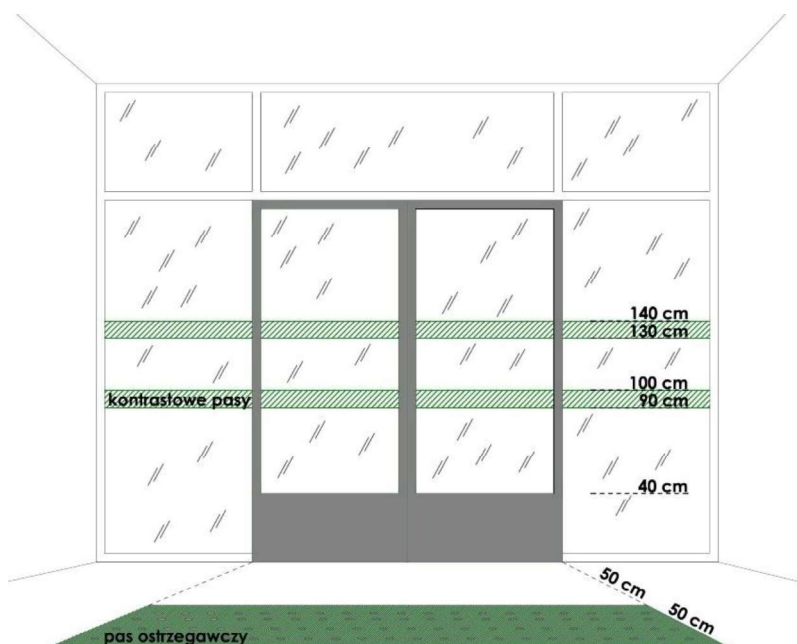 140 cm
130 cm
100 cm
kontrastowe pasy
90 cm
40 cm
50 cm
50 cm
pas ostrzegawczy